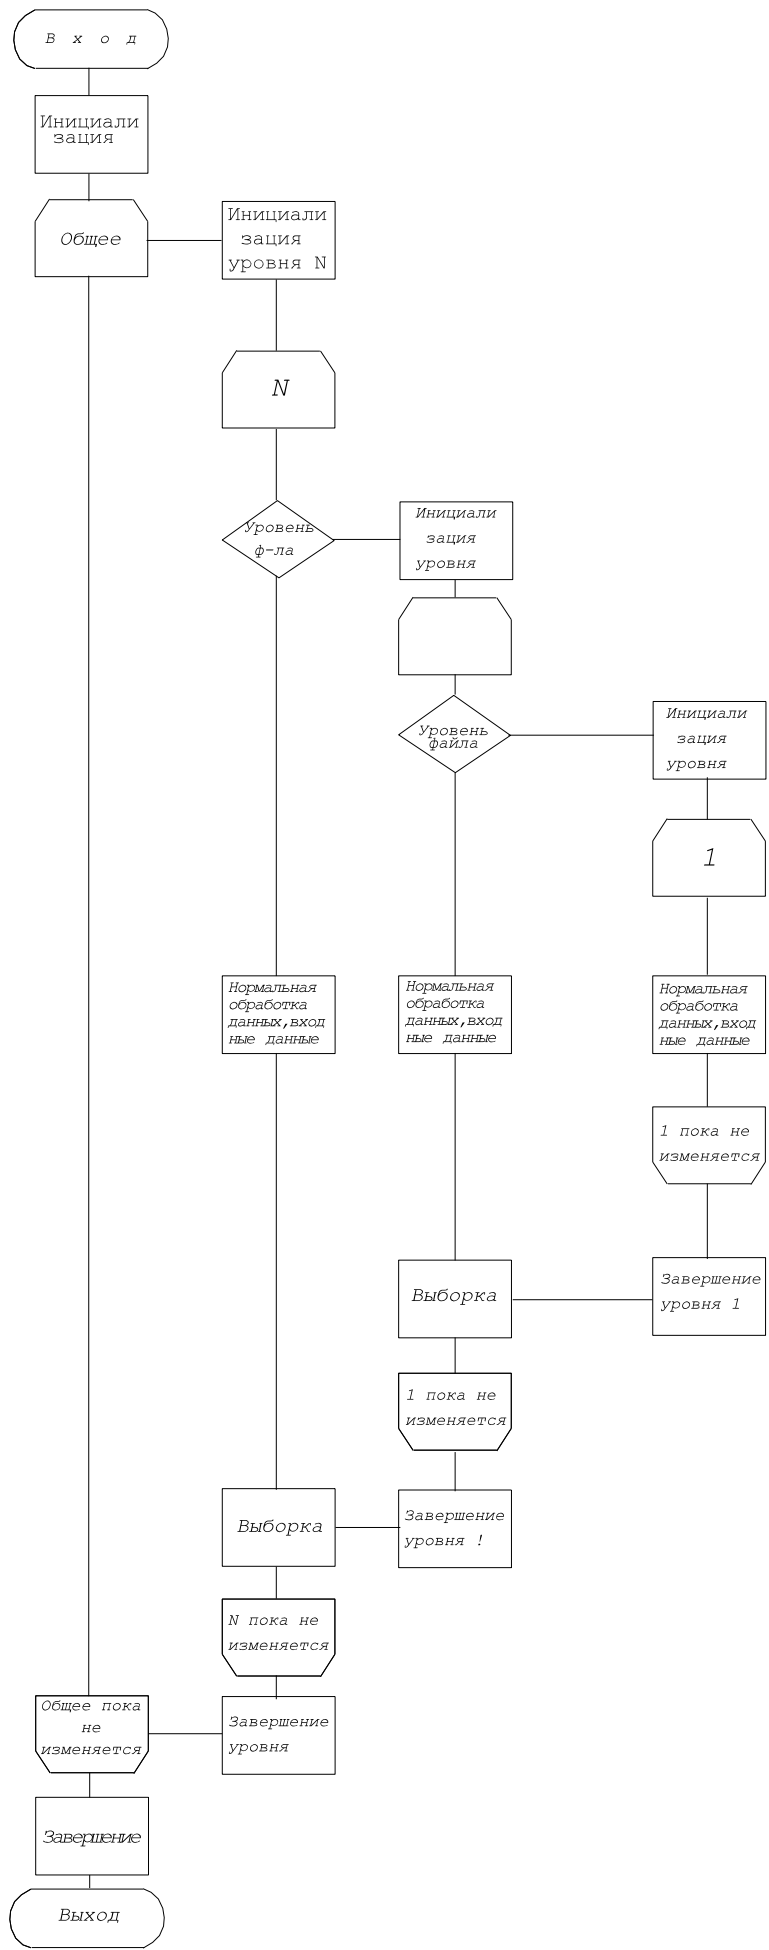 В х о д
Инициали
зация
Общее
Инициали
зация
уровня N
N
Уровень
ф-ла
Инициали
зация
уровня
Уровень
файла
Инициали
зация
уровня
1
Нормальная
обработка
данных,вход
ные данные
Нормальная
обработка
данных,вход
ные данные
Нормальная
обработка
данных,вход
ные данные
1 пока не
изменяется
Завершение
уровня 1
Выборка
1 пока не
изменяется
Завершение
уровня !
Выборка
N пока не
изменяется
Завершение
уровня
Общее пока
не
изменяется
Завершение
Выход